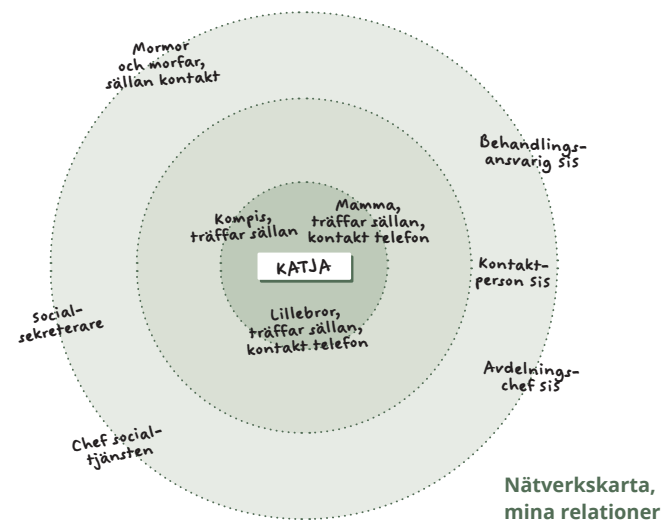 Mormor
och morfar,
sällan kontakt
Behandlings-
ansvarig Sis
Kompis,
träffar sällan
Mamma,
träffar sällan,
kontakt telefon
KATJA
Kontakt-
person Sis
Lillebror,
träffar sällan,
kontakt telefon
Social-
sekreterare
Avdelnings-
chef sis
Chef social-
tjänsten
Nätverkskarta,
mina relationer